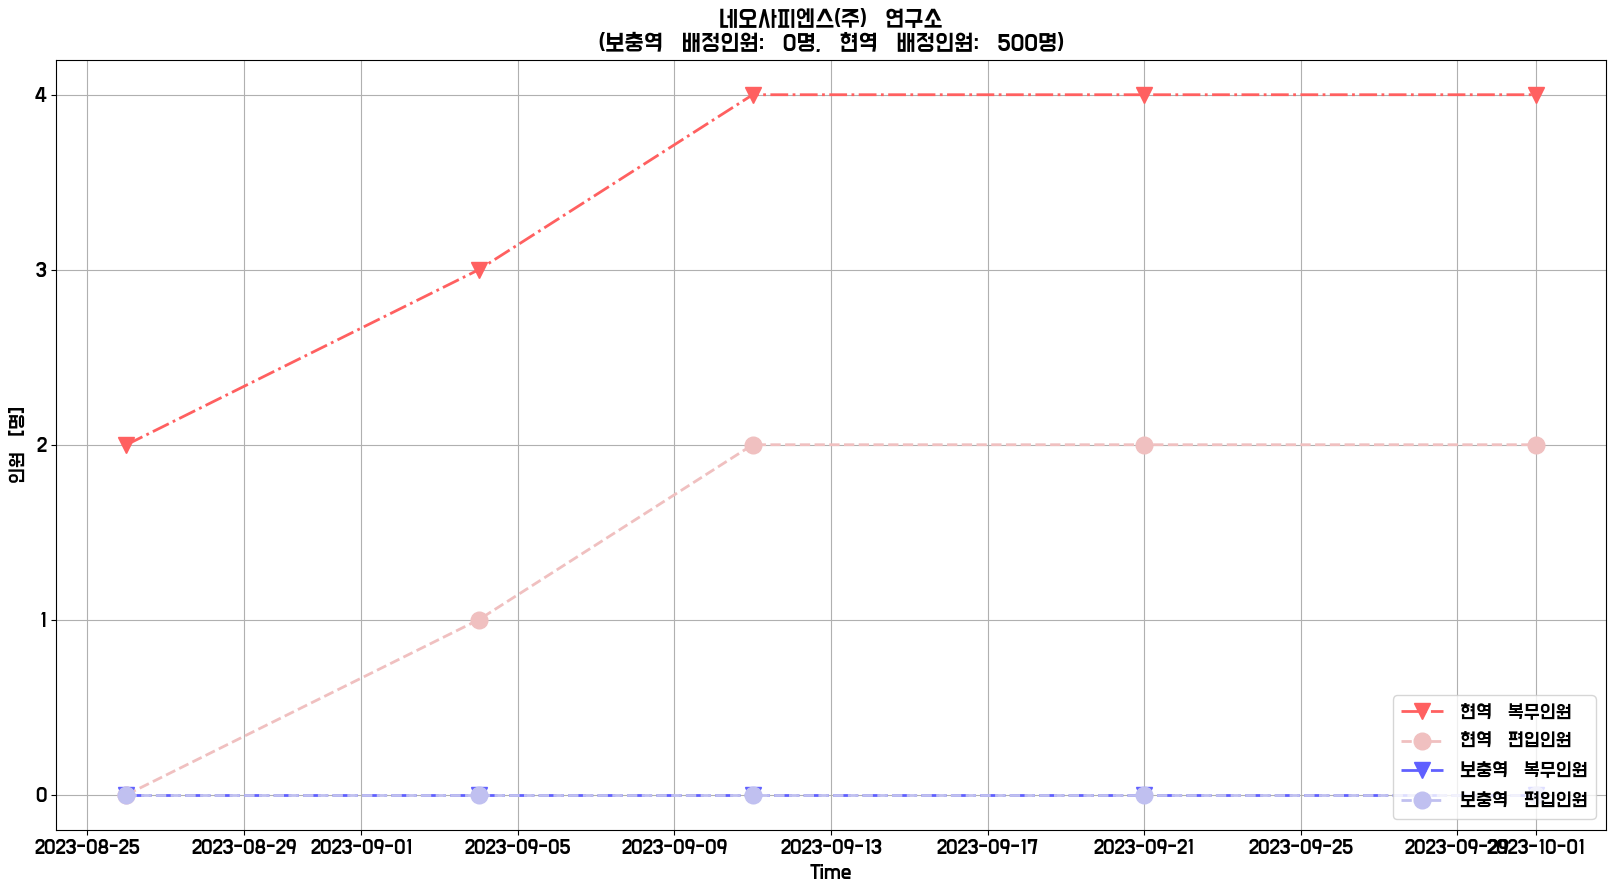 네오사피엔스(주) 연구소
(보충역 배정인원: 0명, 현역 배정인원: 500명)
4
3
2
1
0
인원 [명]
2023-08-25
2023-08-29
2023-09-01
2023-09-05
2023-09-09
2023-09-13
2023-09-17
2023-09-21
2023-09-25
2023-09-29
2023-10-01
Time
현역 복무인원
현역 편입인원
보충역 복무인원
보충역 편입인원